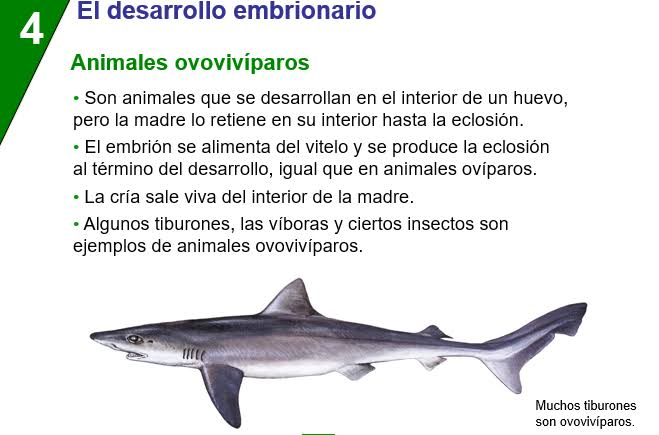 4
El desarrollo embrionario
Animales ovovivíparos
• Son animales que se desarrollan en el interior de un huevo,
pero la madre lo retiene en su interior hasta la eclosión.
• El embrión se alimenta del vitelo y se produce la eclosión
al término del desarrollo, igual que en animales ovíparos.
• La cría sale viva del interior de la madre.
• Algunos tiburones, las víboras y ciertos insectos son
ejemplos de animales ovovivíparos.
Muchos tiburones
son ovovivíparos.